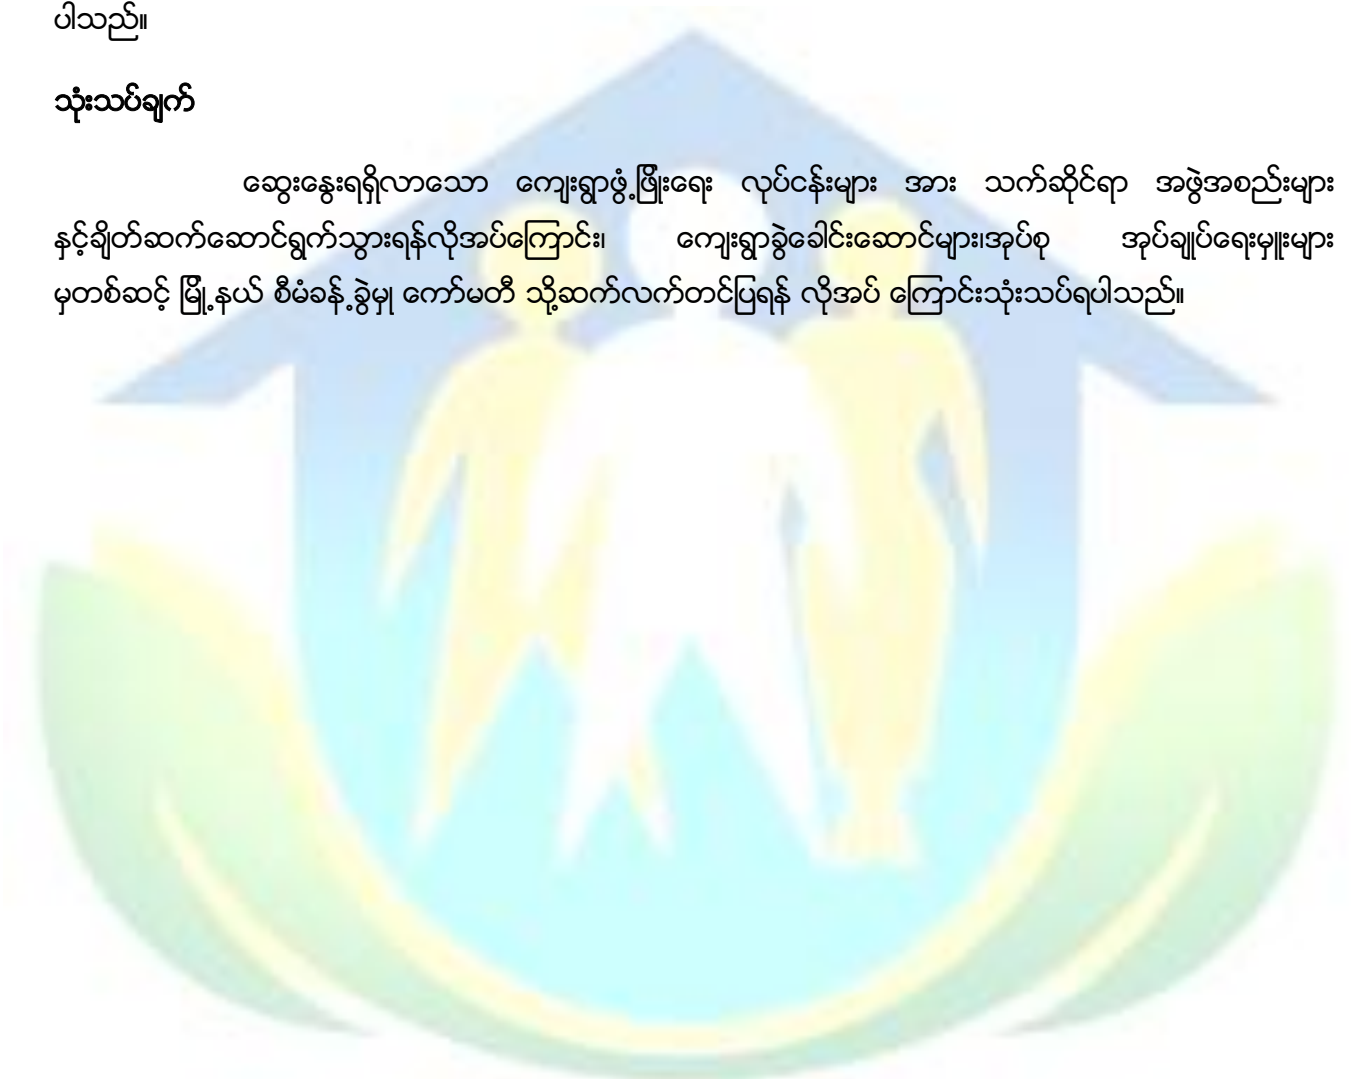 ပါသည်။
သုံးသပ်ချက်
ဆွေးနွေးရရှိလာသော ကျေးရွာဖွံ့ဖြိုးရေး လုပ်ငန်းများ အား သက်ဆိုင်ရာ အဖွဲအစည်းများ
နှင့်ချိတ်ဆက်ဆောင်ရွက်သွားရန်လိုအပ်ကြောင်း၊ ကျေးရွာခွဲခေါင်းဆောင်များ၊အုပ်စု အုပ်ချုပ်ရေးမှူးများ
မှတစ်ဆင့် မြို့နယ် စီမံခန့်ခွဲမှု ကော်မတီ သို့ဆက်လက်တင်ပြရန် လိုအပ် ကြောင်းသုံးသပ်ရပါသည်။